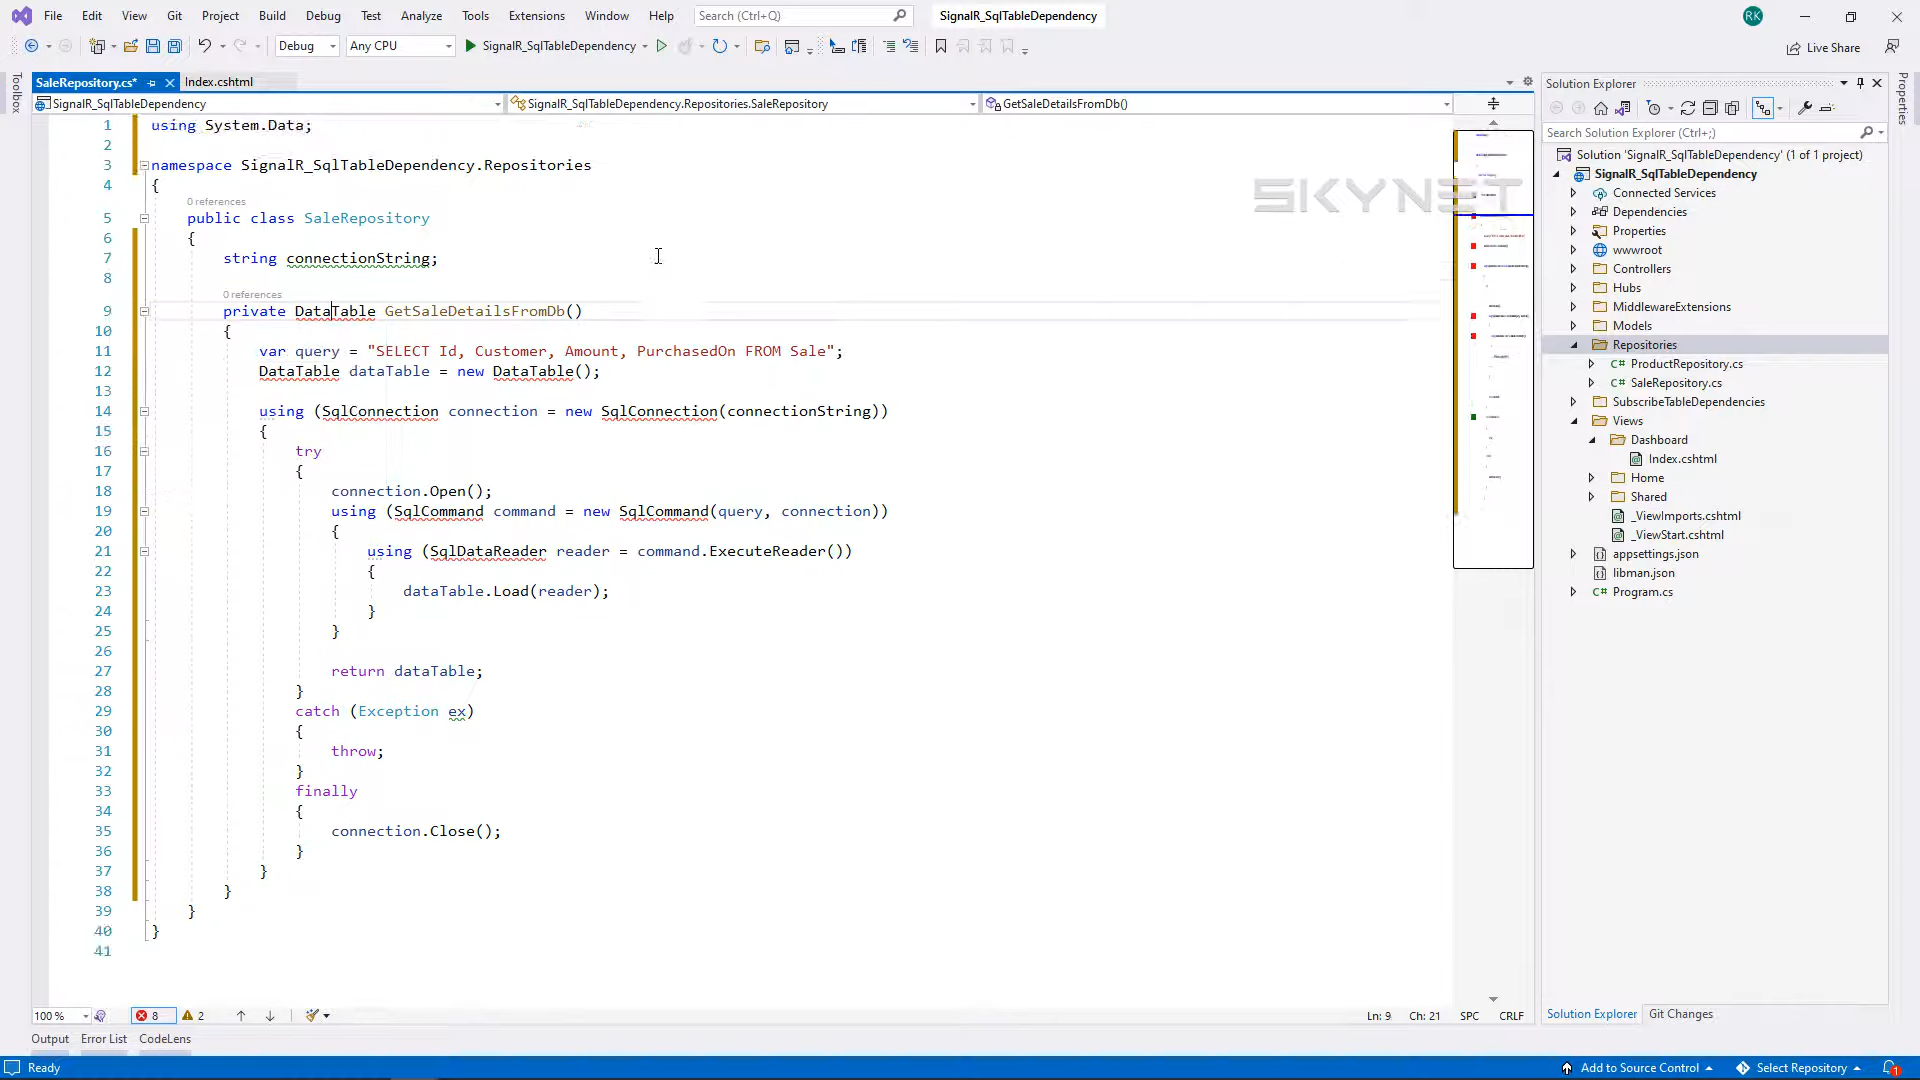 File Edit View Git Project Build Debug Test Analyze Tools Extensions Window Help Search (Ctrl+Q) SignalR_SqlTableDependency RK
Debug Any CPU SignalR_SqlTableDependency Live Share
Toolbox
SaleRepository.cs* Index.cshtml
SignalR_SqlTableDependency SignalR_SqlTableDependency.Repositories.SaleRepository GetSaleDetailsFromDb()
1 using System.Data;
2
3 namespace SignalR_SqlTableDependency.Repositories
4 {
0 references
5 public class SaleRepository
6 {
7 string connectionString;
8
0 references
9 private DataTable GetSaleDetailsFromDb()
10 {
11 var query = "SELECT Id, Customer, Amount, PurchasedOn FROM Sale";
12 DataTable dataTable = new DataTable();
13
14 using (SqlConnection connection = new SqlConnection(connectionString))
15 {
16 try
17 {
18 connection.Open();
19 using (SqlCommand command = new SqlCommand(query, connection))
20 {
21 using (SqlDataReader reader = command.ExecuteReader())
22 {
23 dataTable.Load(reader);
24 }
25 }
26
27 return dataTable;
28 }
29 catch (Exception ex)
30 {
31 throw;
32 }
33 finally
34 {
35 connection.Close();
36 }
37 }
38 }
39 }
40 }
41
SKYNET
100 % 8 2 Ln: 9 Ch: 21 SPC CRLF
Output Error List CodeLens
Solution Explorer
Search Solution Explorer (Ctrl+;)
Solution 'SignalR_SqlTableDependency' (1 of 1 project)
SignalR_SqlTableDependency
Connected Services
Dependencies
Properties
wwwroot
Controllers
Hubs
MiddlewareExtensions
Models
Repositories
C# ProductRepository.cs
C# SaleRepository.cs
SubscribeTableDependencies
Views
Dashboard
Index.cshtml
Home
Shared
_ViewImports.cshtml
_ViewStart.cshtml
appsettings.json
libman.json
C# Program.cs
Solution Explorer Git Changes
Properties
Ready Add to Source Control Select Repository 1